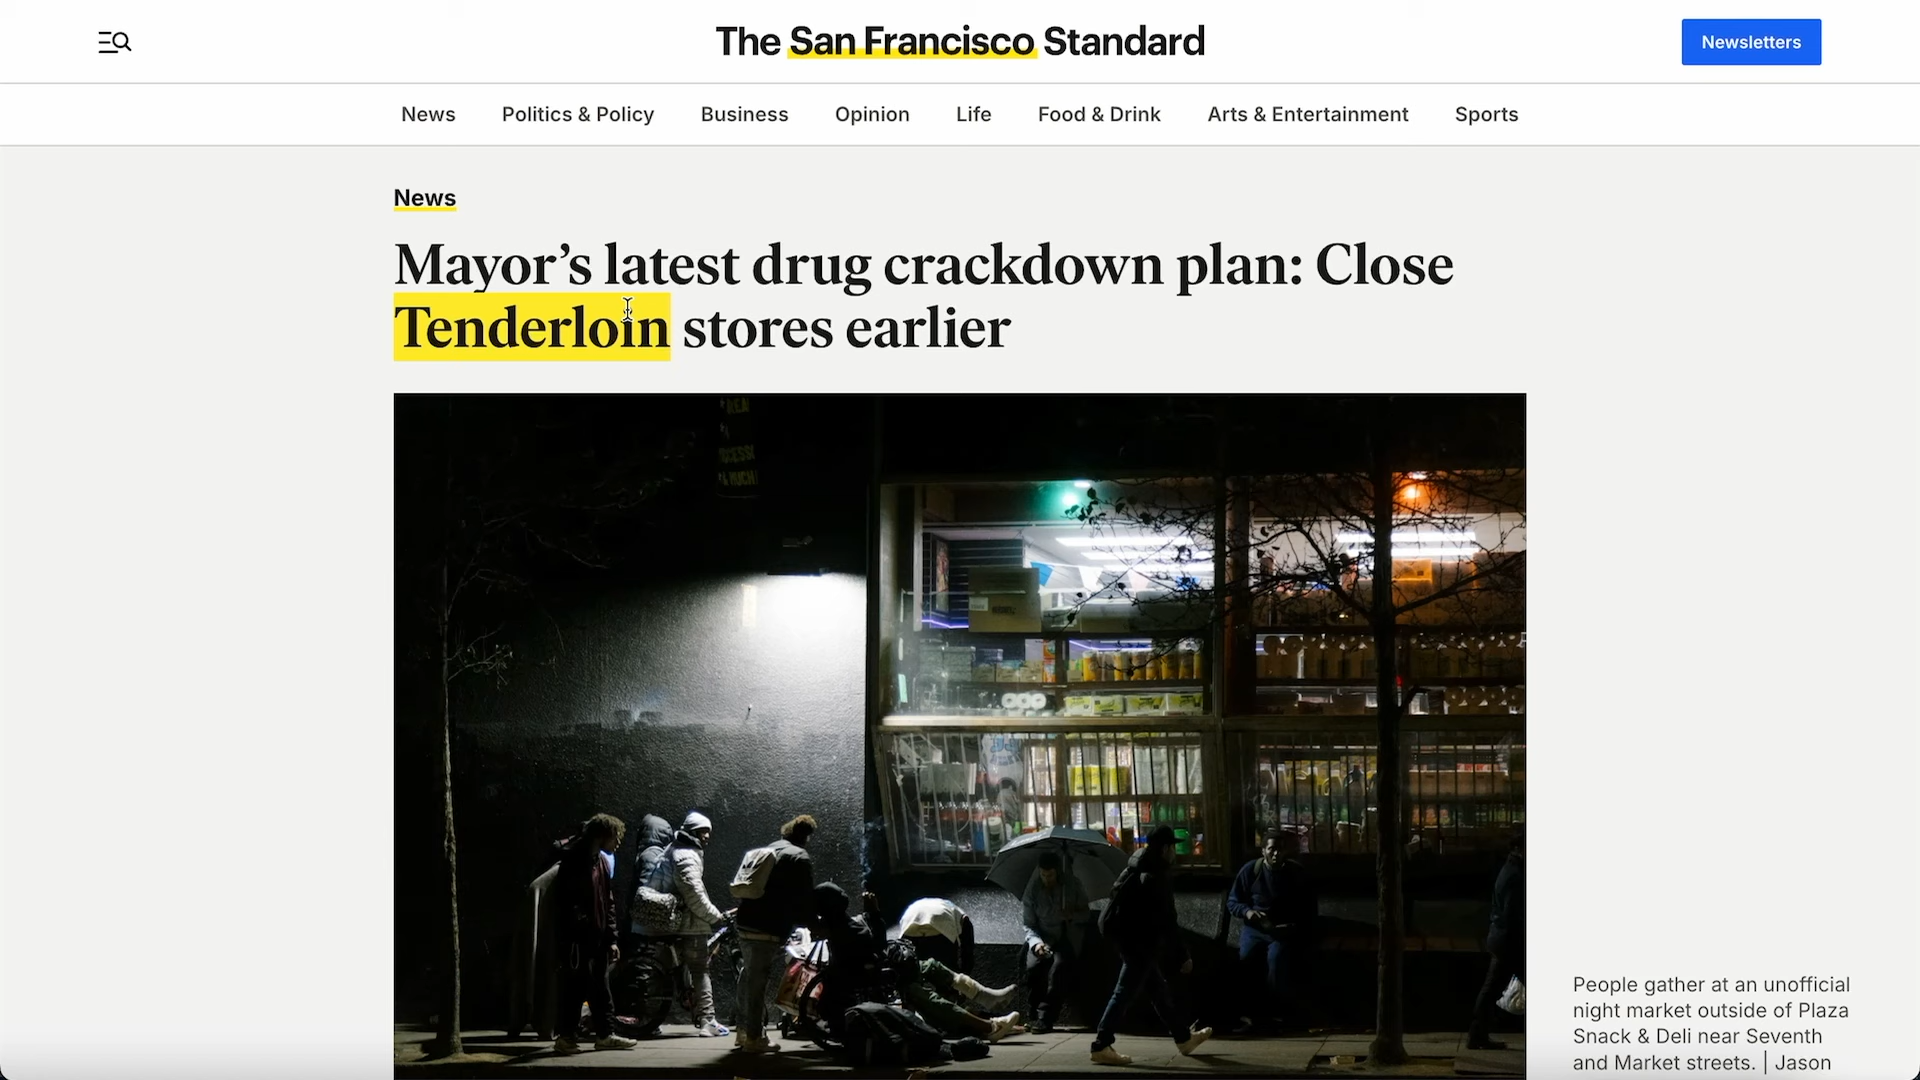 The San Francisco Standard
Newsletters
News
Politics & Policy
Business
Opinion
Life
Food & Drink
Arts & Entertainment
Sports
News
Mayor’s latest drug crackdown plan: Close
Tenderloin stores earlier
People gather at an unofficial
night market outside of Plaza
Snack & Deli near Seventh
and Market streets. | Jason